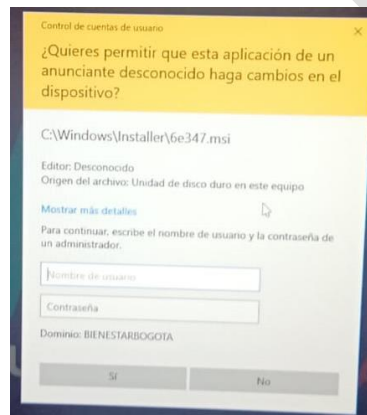 Control de cuentas de usuario
¿Quieres permitir que esta aplicación de un
anunciante desconocido haga cambios en el
dispositivo?
C:\Windows\Installer\6e347.msi
Editor: Desconocido
Origen del archivo: Unidad de disco duro en este equipo
Mostrar más detalles
Para continuar, escribe el nombre de usuario y la contraseña de
un administrador.
Nombre de usuario
Contraseña
Dominio: BIENESTARBOGOTA
Sí
No